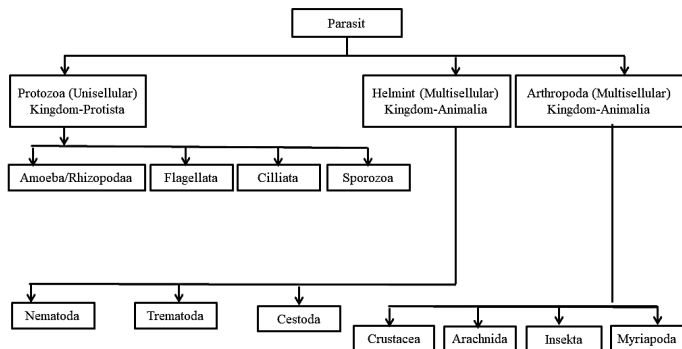 Parasit
Protozoa (Unisellular)
Kingdom-Protista
Helmint (Multisellular)
Kingdom-Animalia
Arthropoda (Multisellular)
Kingdom-Animalia
Amoeba/Rhizopodaa
Flagellata
Cilliata
Sporozoa
Nematoda
Trematoda
Cestoda
Crustacea
Arachnida
Insekta
Myriapoda